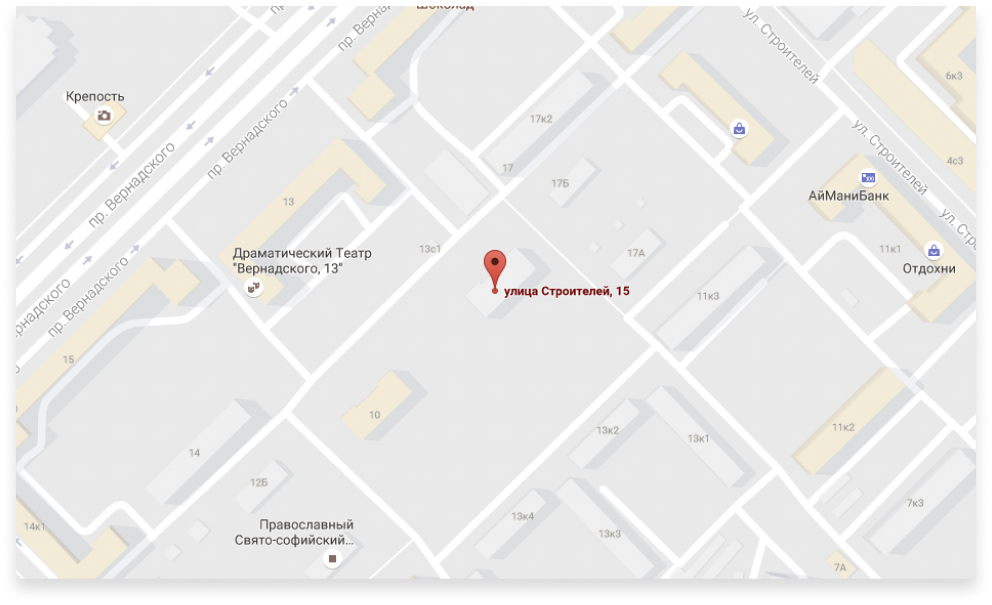 Шоколад
пр. Вернадского
ул. Строителей
6к3
Крепость
17к2
пр. Вернадского
пр. Вернадского
ул. Строителей
4с3
17
17Б
АйМаниБанк
13
ул. Стро
13с1
17А
11к1
Драматический Театр
"Вернадского, 13"
Отдохни
пр. Вернадского
рнадского
улица Строителей, 15
11к3
15
10
14
13к2
13к1
11к2
12Б
7к3
14к1
Православный
Свято-софийский...
13к4
13к3
7А